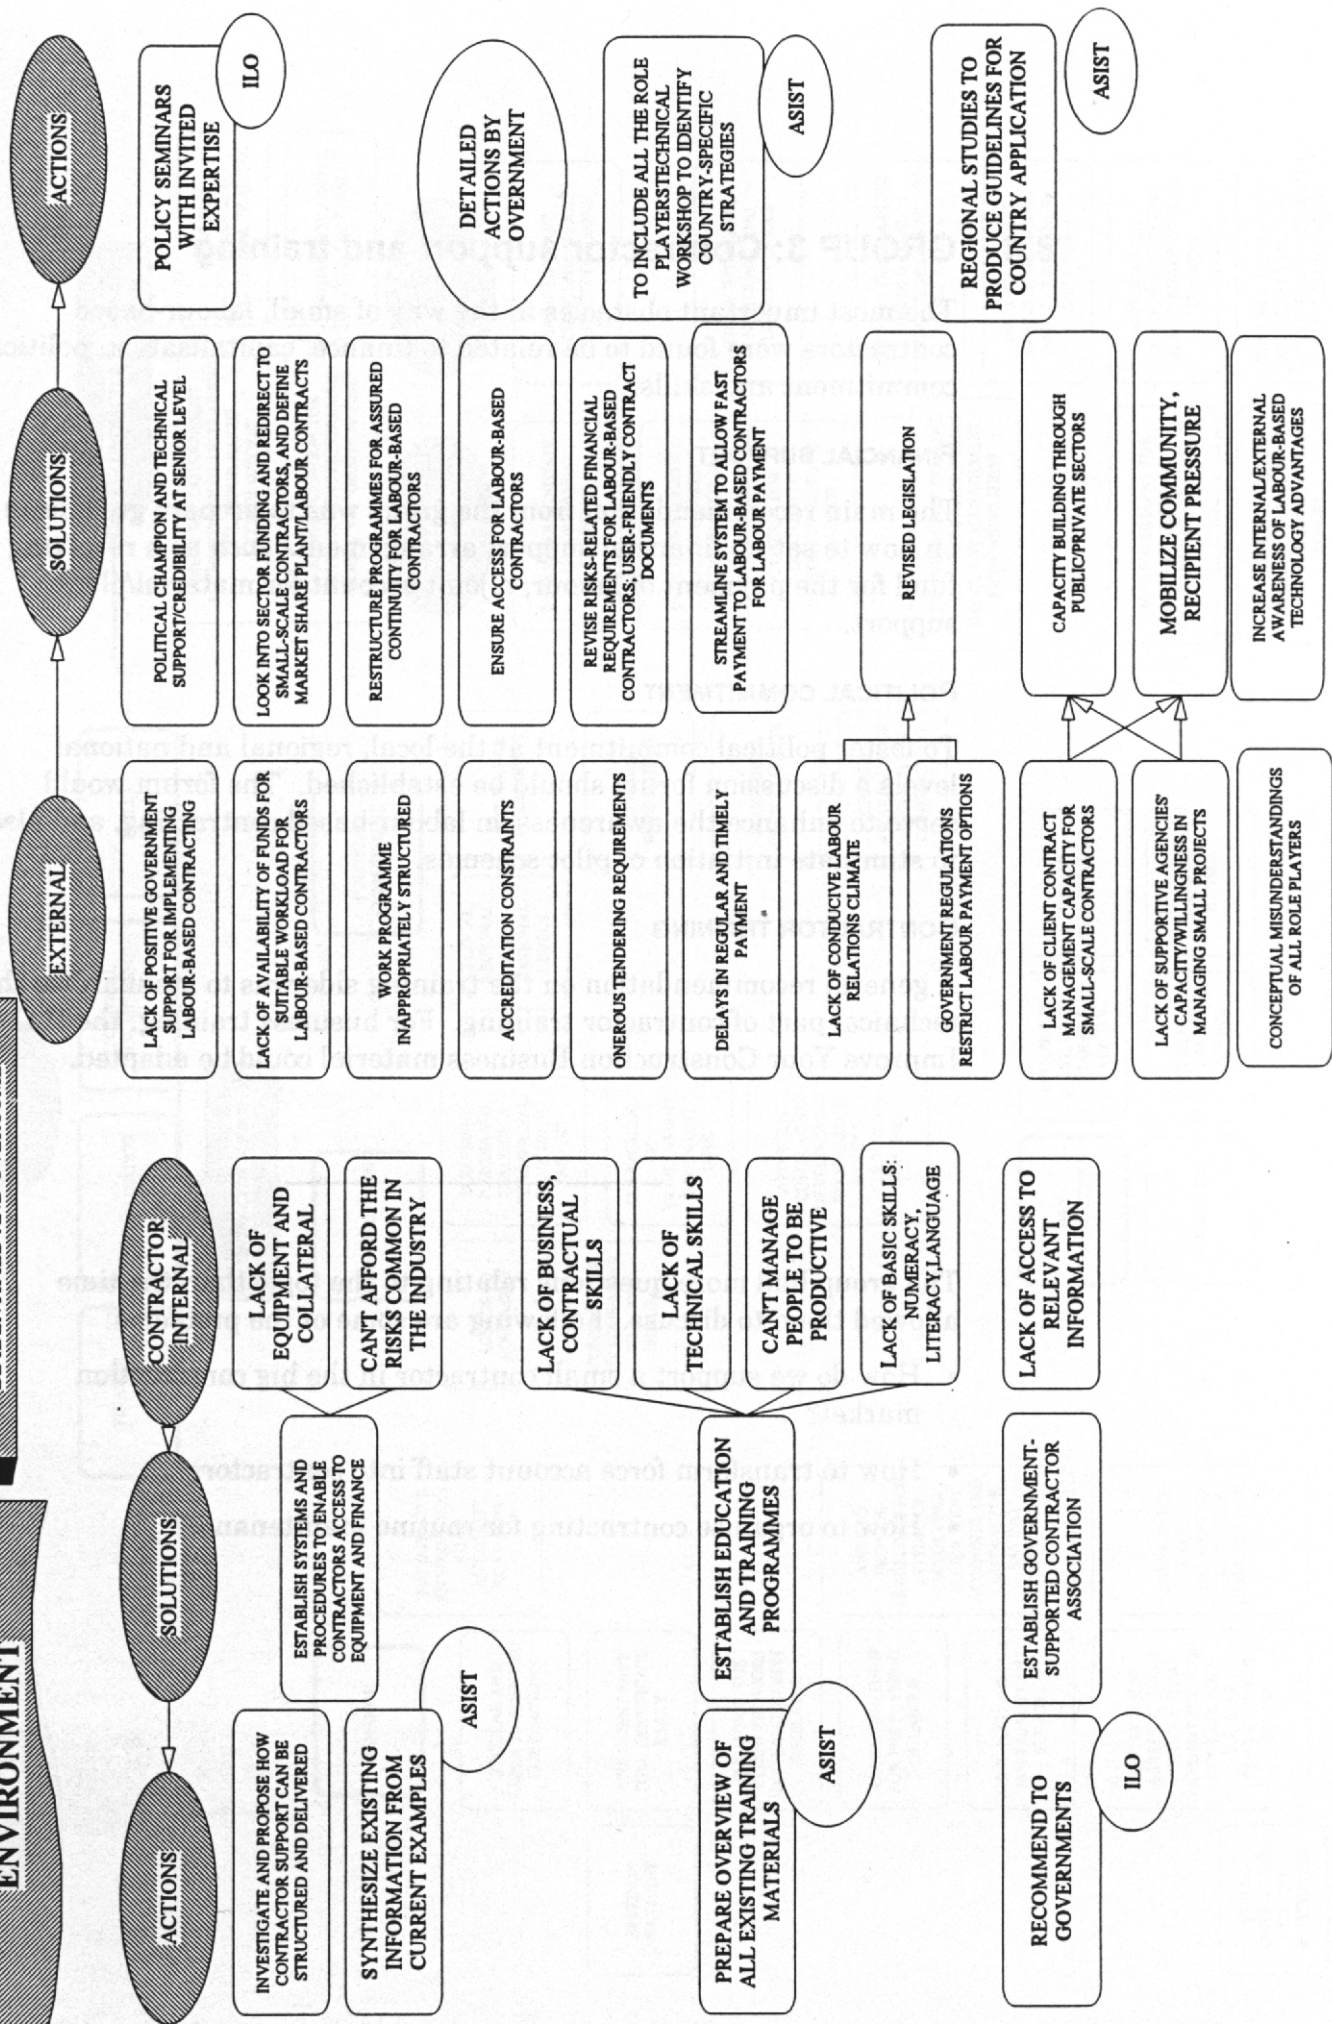 ENVIRONMENT
ACTIONS
INVESTIGATE AND PROPOSE HOW
CONTRACTOR SUPPORT CAN BE
STRUCTURED AND DELIVERED
SYNTHESIZE EXISTING
INFORMATION FROM
CURRENT EXAMPLES
ASIST
PREPARE OVERVIEW OF
ALL EXISTING TRAINING
MATERIALS
ASIST
RECOMMEND TO
GOVERNMENTS
ILO
SOLUTIONS
ESTABLISH SYSTEMS AND
PROCEDURES TO ENABLE
CONTRACTORS ACCESS TO
EQUIPMENT AND FINANCE
ESTABLISH EDUCATION
AND TRAINING
PROGRAMMES
ESTABLISH GOVERNMENT-
SUPPORTED CONTRACTOR
ASSOCIATION
CONTRACTOR
INTERNAL
LACK OF
EQUIPMENT AND
COLLATERAL
CAN'T AFFORD THE
RISKS COMMON IN
THE INDUSTRY
LACK OF BUSINESS,
CONTRACTUAL
SKILLS
LACK OF
TECHNICAL SKILLS
CAN'T MANAGE
PEOPLE TO BE
PRODUCTIVE
LACK OF BASIC SKILLS:
NUMERACY,
LITERACY, LANGUAGE
LACK OF ACCESS TO
RELEVANT
INFORMATION
EXTERNAL
LACK OF POSITIVE GOVERNMENT
SUPPORT FOR IMPLEMENTING
LABOUR-BASED CONTRACTING
LACK OF AVAILABILITY OF FUNDS FOR
SUITABLE WORKLOAD FOR
LABOUR-BASED CONTRACTORS
WORK PROGRAMME
INAPPROPRIATELY STRUCTURED
ACCREDITATION CONSTRAINTS
ONEROUS TENDERING REQUIREMENTS
DELAYS IN REGULAR AND TIMELY
PAYMENT
LACK OF CONDUCTIVE LABOUR
RELATIONS CLIMATE
GOVERNMENT REGULATIONS
RESTRICT LABOUR PAYMENT OPTIONS
LACK OF CLIENT CONTRACT
MANAGEMENT CAPACITY FOR
SMALL-SCALE CONTRACTORS
LACK OF SUPPORTIVE AGENCIES'
CAPACITY/WILLINGNESS IN
MANAGING SMALL PROJECTS
CONCEPTUAL MISUNDERSTANDINGS
OF ALL ROLE PLAYERS
SOLUTIONS
POLITICAL CHAMPION AND TECHNICAL
SUPPORT/CREDIBILITY AT SENIOR LEVEL
LOOK INTO SECTOR FUNDING AND REDIRECT TO
SMALL-SCALE CONTRACTORS, AND DEFINE
MARKET SHARE PLANT/LABOUR CONTRACTS
RESTRUCTURE PROGRAMES FOR ASSURED
CONTINUITY FOR LABOUR-BASED
CONTRACTORS
ENSURE ACCESS FOR LABOUR-BASED
CONTRACTORS
REVISE RISKS-RELATED FINANCIAL
REQUIREMENTS FOR LABOUR-BASED
CONTRACTORS, USER-FRIENDLY CONTRACT
DOCUMENTS
STREAMLINE SYSTEM TO ALLOW FAST
PAYMENT TO LABOUR-BASED CONTRACTORS
FOR LABOUR PAYMENT
REVISED LEGISLATION
CAPACITY BUILDING THROUGH
PUBLIC/PRIVATE SECTORS
MOBILIZE COMMUNITY,
RECIPIENT PRESSURE
INCREASE INTERNAL/EXTERNAL
AWARENESS OF LABOUR-BASED
TECHNOLOGY ADVANTAGES
ACTIONS
POLICY SEMINARS
WITH INVITED
EXPERTISE
ILO
DETAILED
ACTIONS BY
OVERNMENT
TO INCLUDE ALL THE ROLE
PLAYERSTECHNICAL
WORKSHOP TO IDENTIFY
COUNTRY-SPECIFIC
STRATEGIES
ASIST
REGIONAL STUDIES TO
PRODUCE GUIDELINES FOR
COUNTRY APPLICATION
ASIST